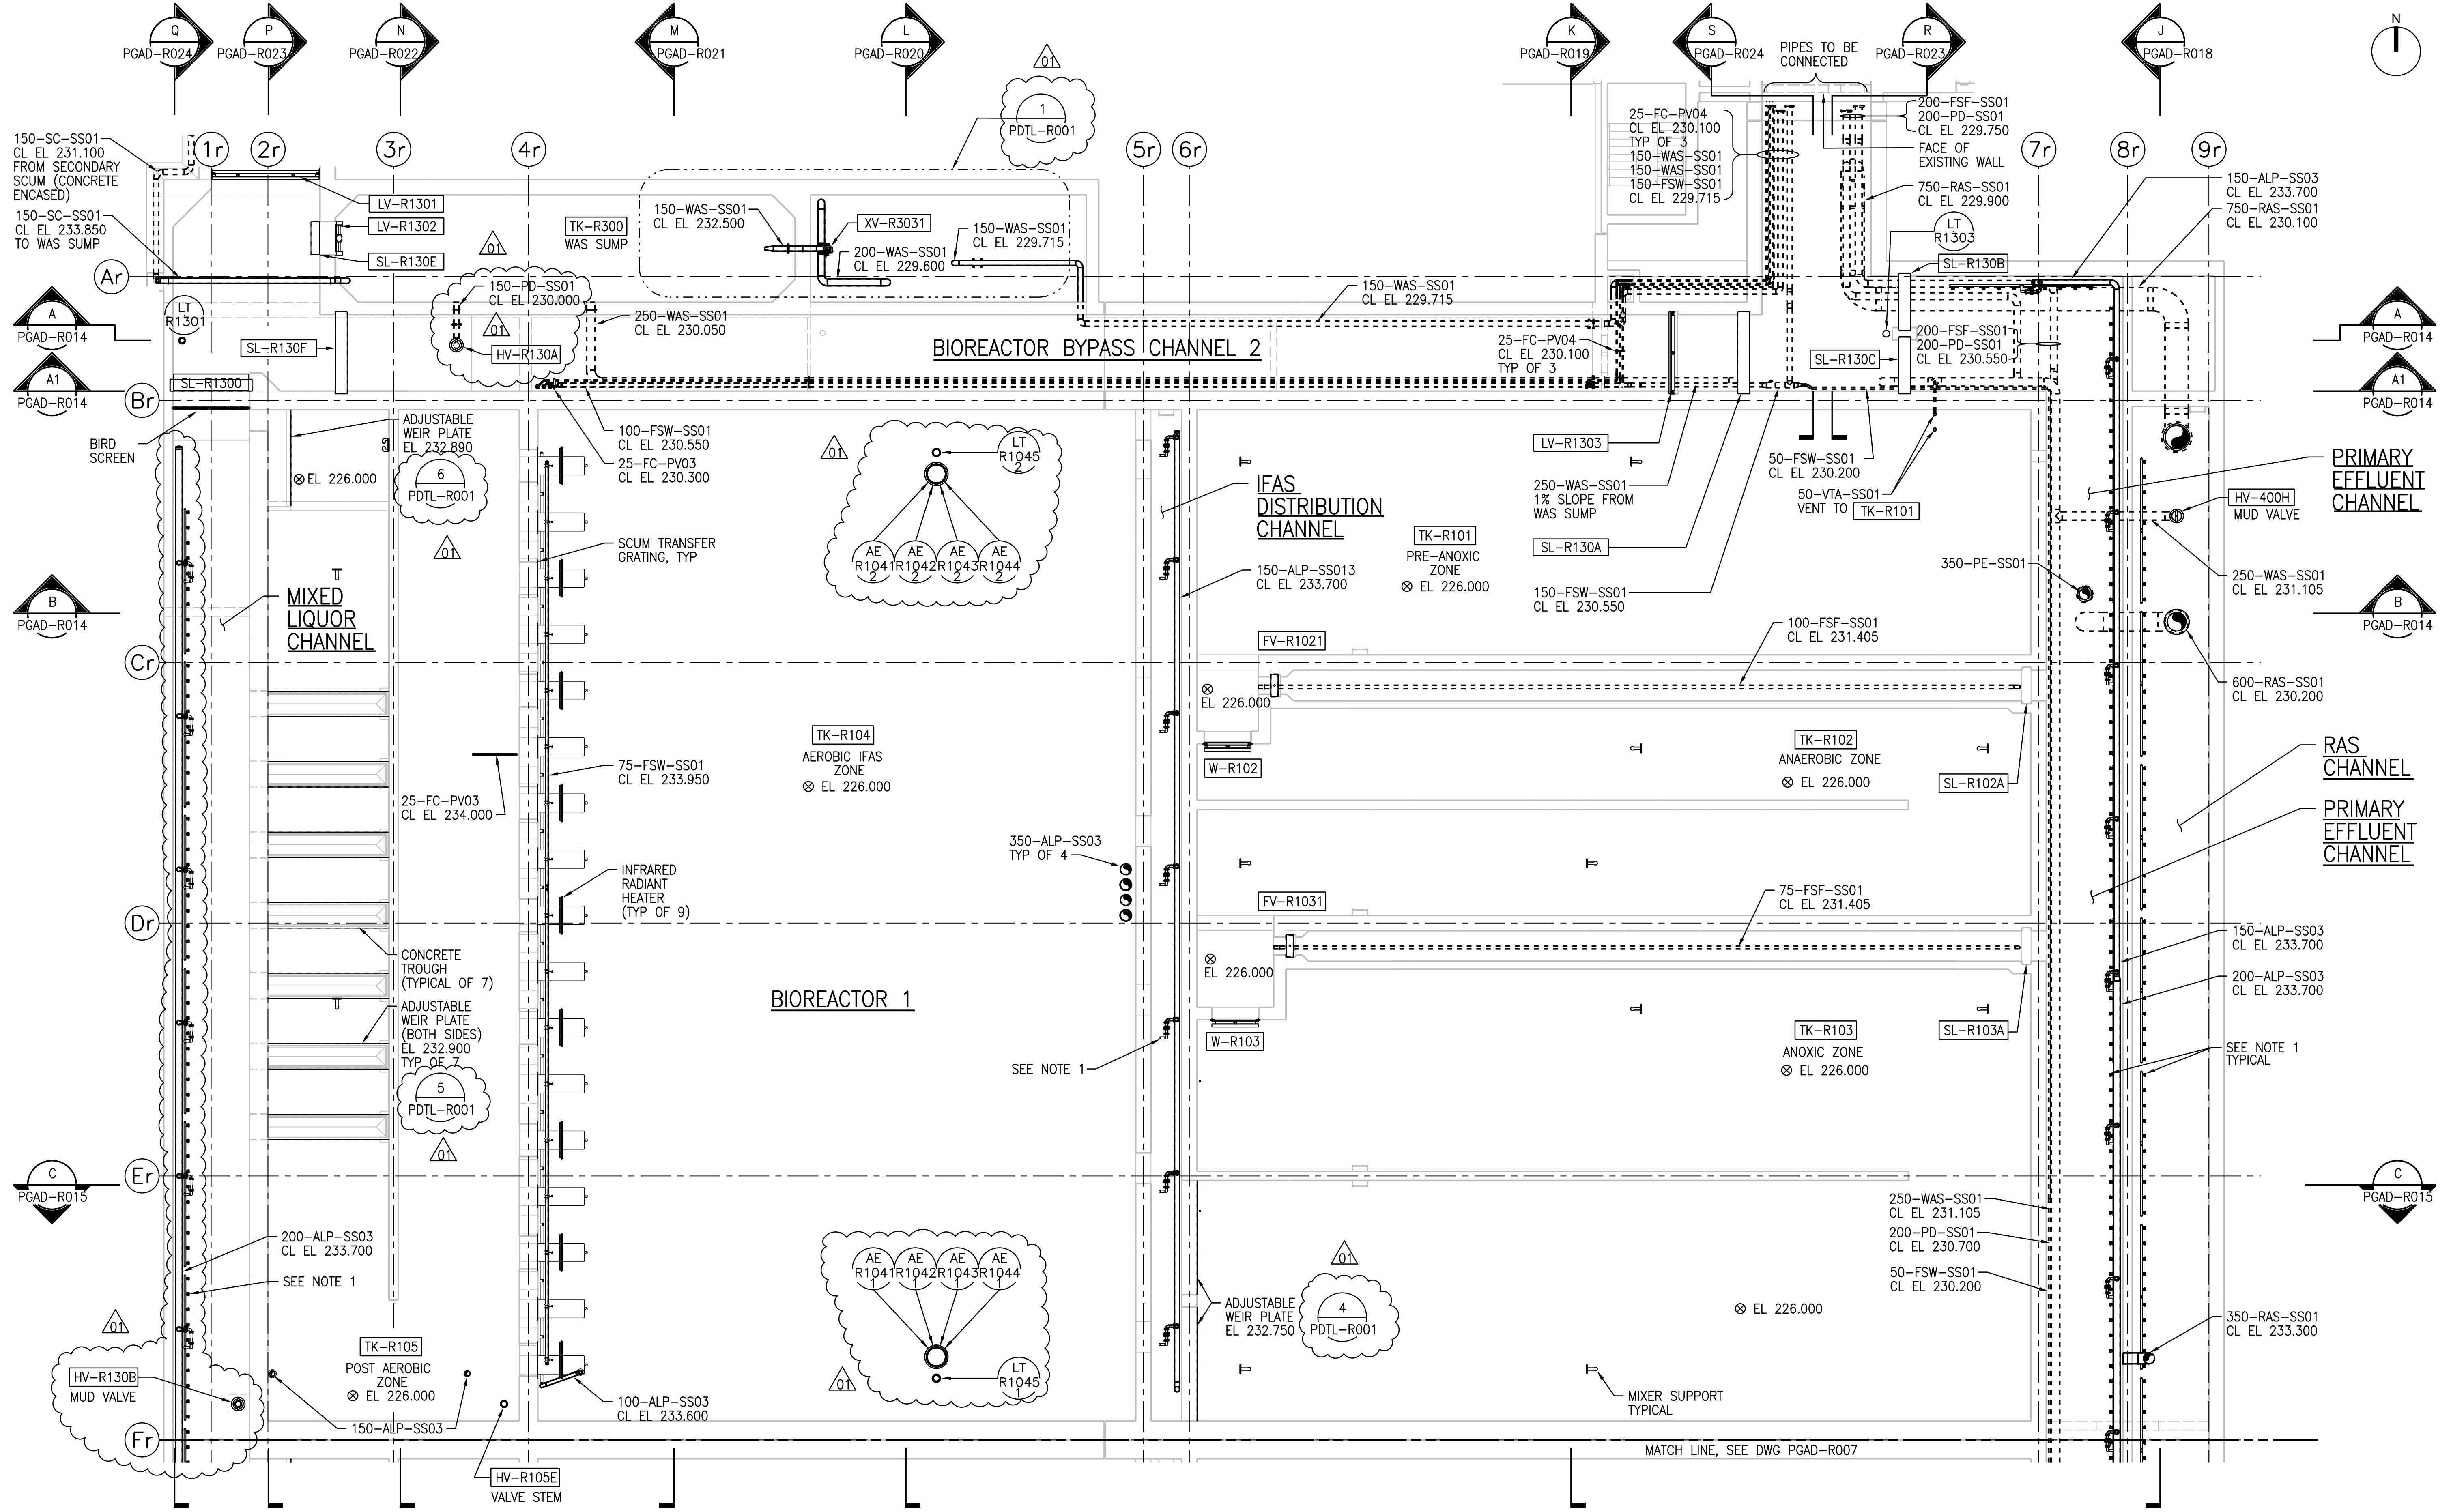 Q
PGAD-R024
P
PGAD-R023
N
PGAD-R022
M
PGAD-R021
L
PGAD-R020
K
PGAD-R019
S
PGAD-R024
R
PGAD-R023
J
PGAD-R018
N
PIPES TO BE
CONNECTED
01
1
PDTL-R001
150-SC-SS01
CL EL 231.100
FROM SECONDARY
SCUM (CONCRETE
ENCASED)
150-SC-SS01
CL EL 233.850
TO WAS SUMP
1r
2r
3r
4r
5r
6r
7r
8r
9r
LV-R1301
LV-R1302
SL-R130E
TK-R300
WAS SUMP
150-WAS-SS01
CL EL 232.500
XV-R3031
200-WAS-SS01
CL EL 229.600
150-WAS-SS01
CL EL 229.715
25-FC-PV04
CL EL 230.100
TYP OF 3
150-WAS-SS01
150-WAS-SS01
150-FSW-SS01
CL EL 229.715
200-FSF-SS01
200-PD-SS01
CL EL 229.750
FACE OF
EXISTING WALL
750-RAS-SS01
CL EL 229.900
LT
R1303
150-ALP-SS03
CL EL 233.700
750-RAS-SS01
CL EL 230.100
SL-R130B
Ar
01
150-PD-SS01
CL EL 230.000
01
HV-R130A
250-WAS-SS01
CL EL 230.050
150-WAS-SS01
CL EL 229.715
A
PGAD-R014
LT
R1301
SL-R130F
BIOREACTOR BYPASS CHANNEL 2
25-FC-PV04
CL EL 230.100
TYP OF 3
SL-R130C
200-FSF-SS01
200-PD-SS01
CL EL 230.550
A
PGAD-R014
A1
PGAD-R014
SL-R1300
A1
PGAD-R014
Br
BIRD
SCREEN
ADJUSTABLE
WEIR PLATE
EL 232.890
6
PDTL-R001
01
EL 226.000
100-FSW-SS01
CL EL 230.550
25-FC-PV03
CL EL 230.300
01
LT
R1045
2
AE
R1041
2
AE
R1042
2
AE
R1043
2
AE
R1044
2
IFAS
DISTRIBUTION
CHANNEL
LV-R1303
250-WAS-SS01
1% SLOPE FROM
WAS SUMP
SL-R130A
150-FSW-SS01
CL EL 230.550
50-FSW-SS01
CL EL 230.200
50-VTA-SS01
VENT TO TK-R101
PRIMARY
EFFLUENT
CHANNEL
HV-400H
MUD VALVE
350-PE-SS01
250-WAS-SS01
CL EL 231.105
SCUM TRANSFER
GRATING, TYP
TK-R101
PRE-ANOXIC
ZONE
EL 226.000
150-ALP-SS013
CL EL 233.700
B
PGAD-R014
MIXED
LIQUOR
CHANNEL
B
PGAD-R014
100-FSF-SS01
CL EL 231.405
FV-R1021
Cr
EL 226.000
600-RAS-SS01
CL EL 230.200
TK-R104
AEROBIC IFAS
ZONE
EL 226.000
75-FSW-SS01
CL EL 233.950
25-FC-PV03
CL EL 234.000
W-R102
TK-R102
ANAEROBIC ZONE
EL 226.000
SL-R102A
RAS
CHANNEL
PRIMARY
EFFLUENT
CHANNEL
350-ALP-SS03
TYP OF 4
INFRARED
RADIANT
HEATER
(TYP OF 9)
FV-R1031
75-FSF-SS01
CL EL 231.405
Dr
CONCRETE
TROUGH
(TYPICAL OF 7)
EL 226.000
150-ALP-SS03
CL EL 233.700
200-ALP-SS03
CL EL 233.700
BIOREACTOR 1
ADJUSTABLE
WEIR PLATE
(BOTH SIDES)
EL 232.900
TYP OF 7
5
PDTL-R001
01
W-R103
TK-R103
ANOXIC ZONE
EL 226.000
SL-R103A
SEE NOTE 1
SEE NOTE 1
TYPICAL
C
PGAD-R015
Er
C
PGAD-R015
250-WAS-SS01
CL EL 231.105
200-PD-SS01
CL EL 230.700
50-FSW-SS01
CL EL 230.200
200-ALP-SS03
CL EL 233.700
SEE NOTE 1
AE
R1041
1
AE
R1042
1
AE
R1043
1
AE
R1044
1
LT
R1045
1
01
01
4
PDTL-R001
ADJUSTABLE
WEIR PLATE
EL 232.750
EL 226.000
350-RAS-SS01
CL EL 233.300
01
HV-R130B
MUD VALVE
TK-R105
POST AEROBIC
ZONE
EL 226.000
150-ALP-SS03
100-ALP-SS03
CL EL 233.600
MIXER SUPPORT
TYPICAL
Fr
MATCH LINE, SEE DWG PGAD-R007
HV-R105E
VALVE STEM